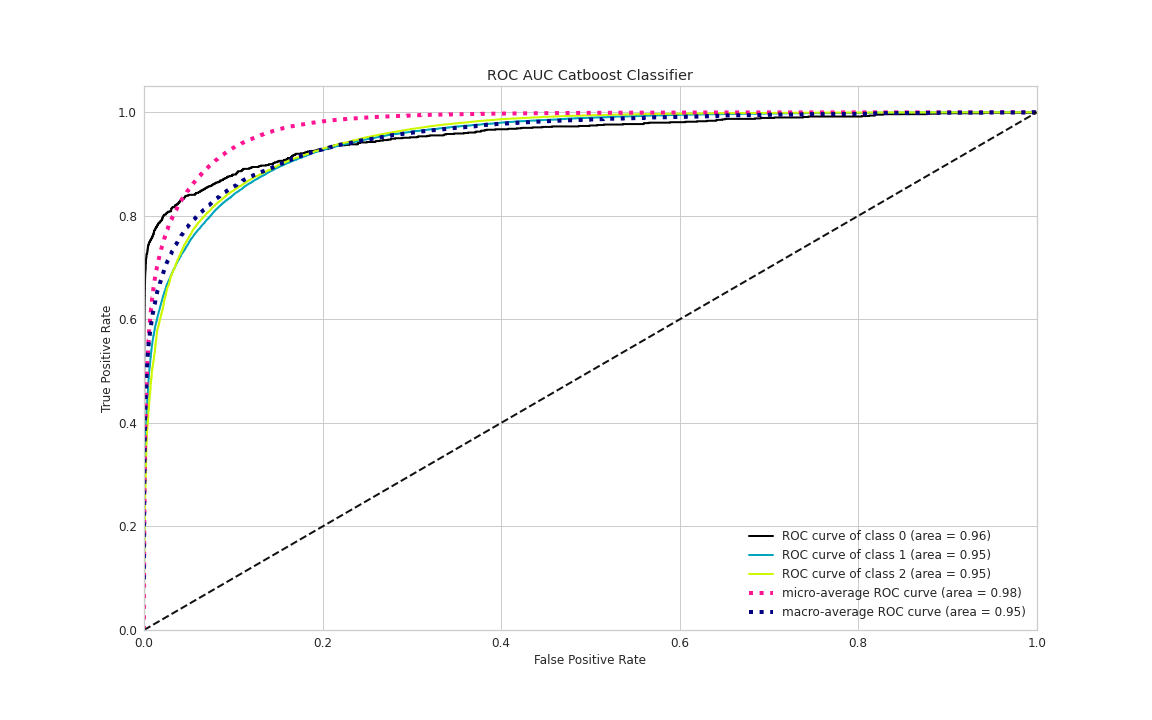 ROC AUC Catboost Classifier
1.0
0.8
0.6
0.4
0.2
0.0
True Positive Rate
0.0 0.2 0.4 0.6 0.8 1.0
False Positive Rate
ROC curve of class 0 (area = 0.96)
ROC curve of class 1 (area = 0.95)
ROC curve of class 2 (area = 0.95)
micro-average ROC curve (area = 0.98)
macro-average ROC curve (area = 0.95)